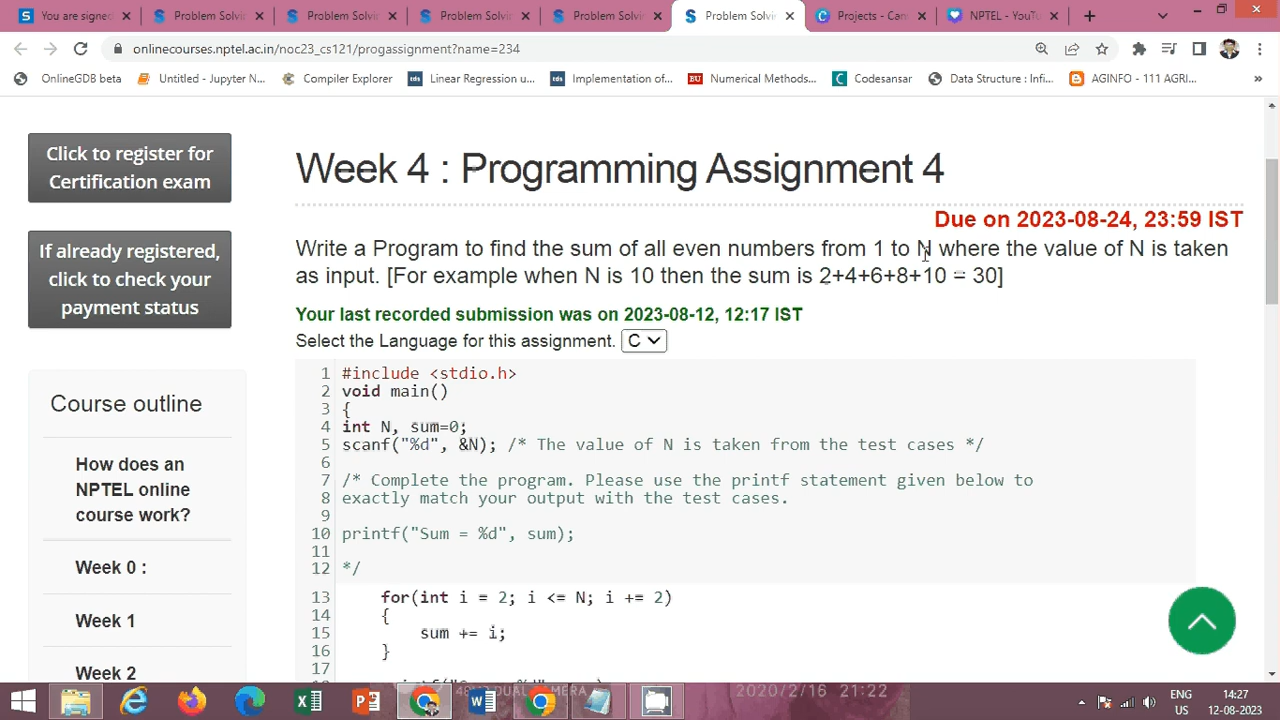 You are signed
Problem Solvi
Problem Solvi
Problem Solvi
Problem Solvi
Problem Solvi
Projects - Can
NPTEL - YouTu
onlinecourses.nptel.ac.in/noc23_cs121/progassignment?name=234
OnlineGDB beta
Untitled - Jupyter N...
Compiler Explorer
tds
Linear Regression u...
tds
Implementation of...
BU
Numerical Methods...
Codesansar
Data Structure : Infi...
AGINFO - 111 AGRI...
»
Click to register for
Certification exam
If already registered,
click to check your
payment status
Course outline
How does an
NPTEL online
course work?
Week 0 :
Week 1
Week 2
Week 4 : Programming Assignment 4
Due on 2023-08-24, 23:59 IST
Write a Program to find the sum of all even numbers from 1 to N where the value of N is taken
as input. [For example when N is 10 then the sum is 2+4+6+8+10 = 30]
Your last recorded submission was on 2023-08-12, 12:17 IST
Select the Language for this assignment. C
1 #include <stdio.h>
2 void main()
3 {
4 int N, sum=0;
5 scanf("%d", &N); /* The value of N is taken from the test cases */
6
7 /* Complete the program. Please use the printf statement given below to
8 exactly match your output with the test cases.
9
10 printf("Sum = %d", sum);
11
12 */
13 for(int i = 2; i <= N; i += 2)
14 {
15 sum += i;
16 }
17
2020/2/16 21:22
ENG
US
14:27
12-08-2023